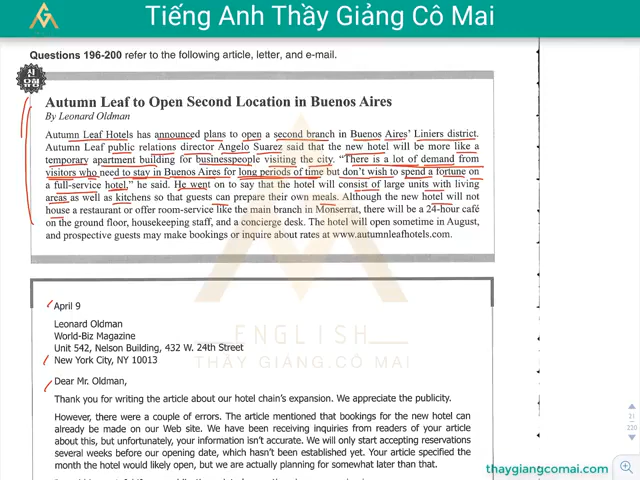 Tiếng Anh Thầy Giảng Cô Mai
Questions 196-200 refer to the following article, letter, and e-mail.
신
유형
Autumn Leaf to Open Second Location in Buenos Aires
By Leonard Oldman
Autumn Leaf Hotels has announced plans to open a second branch in Buenos Aires' Liniers district.
Autumn Leaf public relations director Angelo Suarez said that the new hotel will be more like a
temporary apartment building for businesspeople visiting the city. "There is a lot of demand from
visitors who need to stay in Buenos Aires for long periods of time but don't wish to spend a fortune on
a full-service hotel," he said. He went on to say that the hotel will consist of large units with living
areas as well as kitchens so that guests can prepare their own meals. Although the new hotel will not
house a restaurant or offer room-service like the main branch in Monserrat, there will be a 24-hour café
on the ground floor, housekeeping staff, and a concierge desk. The hotel will open sometime in August,
and prospective guests may make bookings or inquire about rates at www.autumnleafhotels.com.
April 9
Leonard Oldman
World-Biz Magazine
Unit 542, Nelson Building, 432 W. 24th Street
New York City, NY 10013
ENGLISH
THẦY GIẢNG.CÔ MAI
Dear Mr. Oldman,
Thank you for writing the article about our hotel chain's expansion. We appreciate the publicity.
However, there were a couple of errors. The article mentioned that bookings for the new hotel can
already be made on our Web site. We have been receiving inquiries from readers of your article
about this, but unfortunately, your information isn't accurate. We will only start accepting reservations
several weeks before our opening date, which hasn't been established yet. Your article specified the
month the hotel would likely open, but we are actually planning for somewhat later than that.
21
220
thaygiangcomai.com